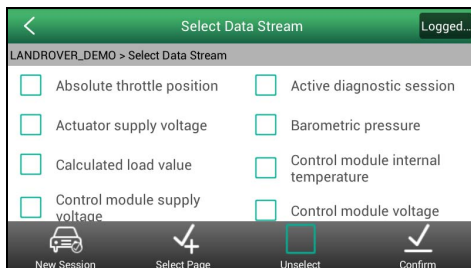 Select Data Stream
Logged...
LANDROVER_DEMO > Select Data Stream
Absolute throttle position
Active diagnostic session
Actuator supply voltage
Barometric pressure
Calculated load value
Control module internal
temperature
Control module supply
voltage
Control module voltage
New Session
Select Page
Unselect
Confirm